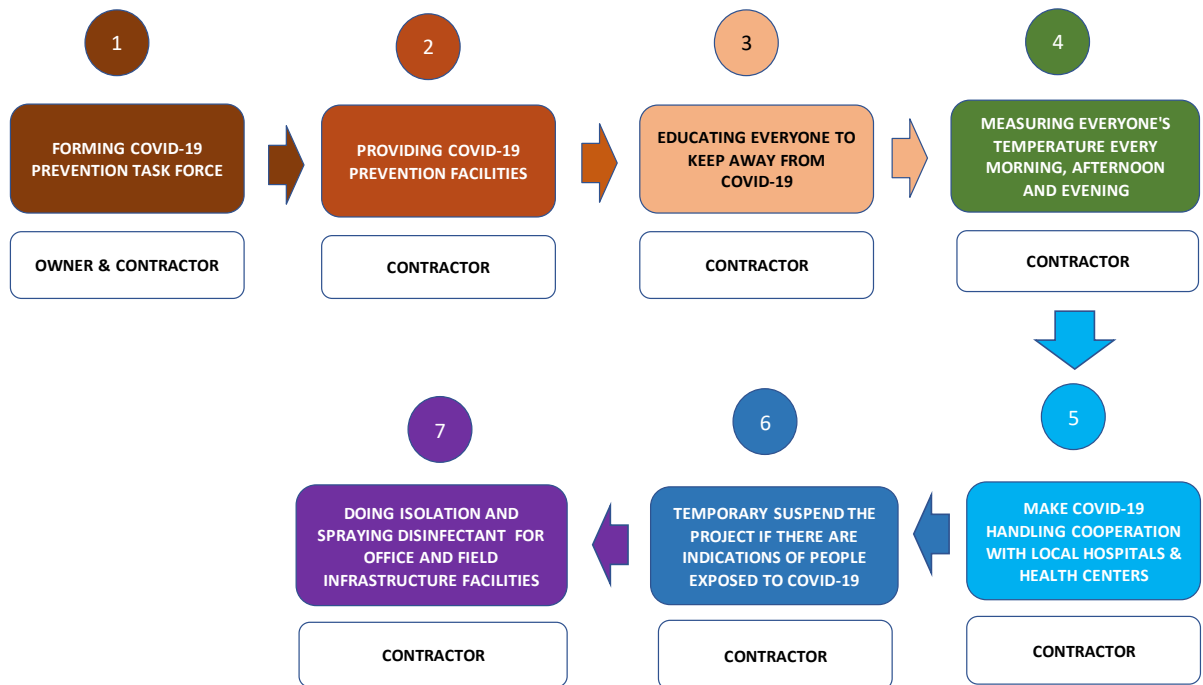 1
2
3
4
FORMING COVID-19
PREVENTION TASK FORCE
PROVIDING COVID-19
PREVENTION FACILITIES
EDUCATING EVERYONE TO
KEEP AWAY FROM
COVID-19
MEASURING EVERYONE'S
TEMPERATURE EVERY
MORNING, AFTERNOON
AND EVENING
OWNER & CONTRACTOR
CONTRACTOR
CONTRACTOR
CONTRACTOR
5
6
7
MAKE COVID-19
HANDLING COOPERATION
WITH LOCAL HOSPITALS &
HEALTH CENTERS
TEMPORARY SUSPEND THE
PROJECT IF THERE ARE
INDICATIONS OF PEOPLE
EXPOSED TO COVID-19
DOING ISOLATION AND
SPRAYING DISINFECTANT FOR
OFFICE AND FIELD
INFRASTRUCTURE FACILITIES
CONTRACTOR
CONTRACTOR
CONTRACTOR